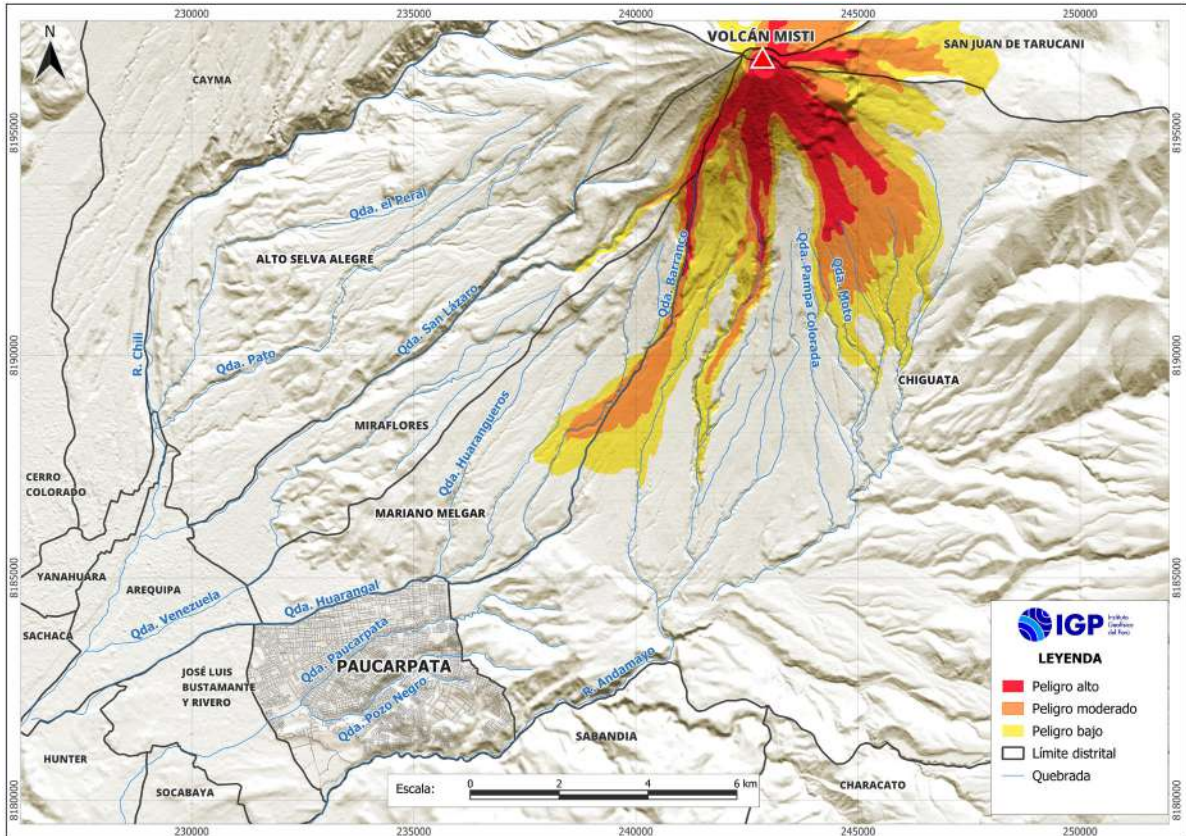 230000
235000
240000
245000
250000
N
VOLCÁN MISTI
SAN JUAN DE TARUCANI
CAYMA
8195000
8195000
Qda. el Peral
ALTO SELVA ALEGRE
Qda. Barranco
Qda. Pampa Colorada
Qda. Moto
Qda. San Lázaro
R. Chili
Qda. Pato
8190000
8190000
CHIGUATA
MIRAFLORES
Qda. Huarangueros
CERRO
COLORADO
MARIANO MELGAR
YANAHUARA
AREQUIPA
8185000
8185000
Qda. Huarangal
Qda. Venezuela
SACHACA
Qda. Paucarpata
PAUCARPATA
JOSÉ LUIS
BUSTAMANTE
Y RIVERO
Qda. Pozo Negro
R. Andamayo
SABANDIA
HUNTER
SOCABAYA
CHARACATO
Escala:
0 2 4 6 km
IGP
Instituto
Geofísico
del Perú
LEYENDA
Peligro alto
Peligro moderado
Peligro bajo
Límite distrital
Quebrada
8180000
8180000
230000
235000
240000
245000
250000